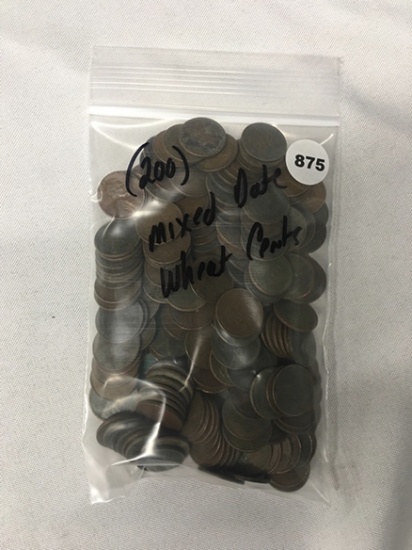 (200)
875
Mixed Date
Wheat Cents